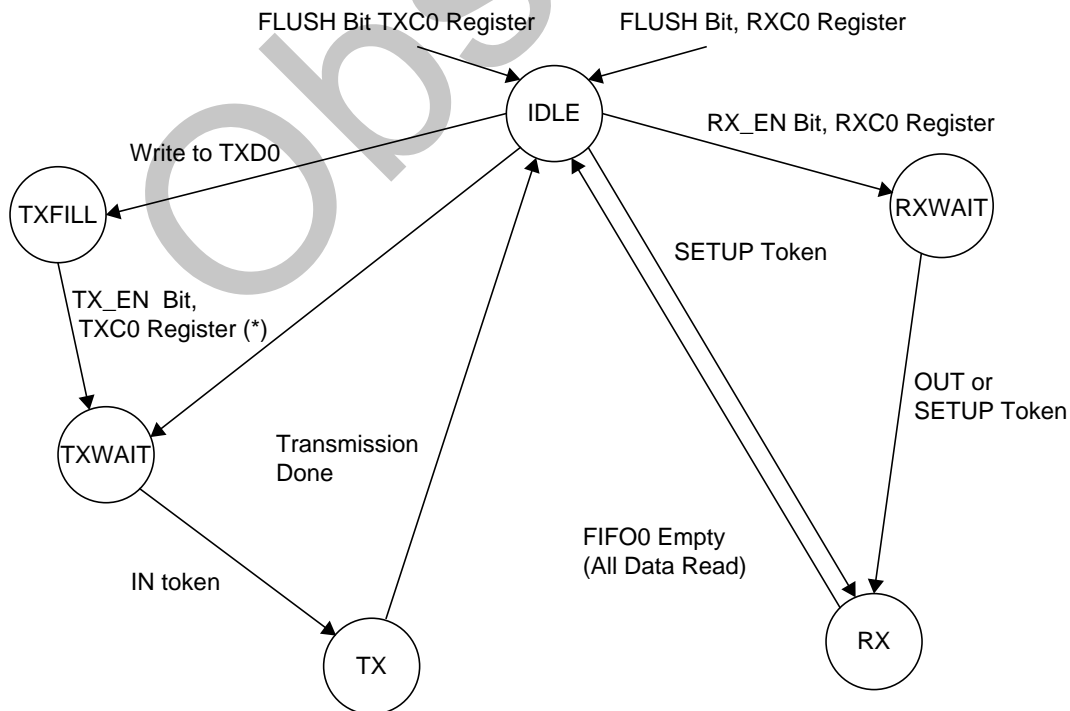 FLUSH Bit TXC0 Register
FLUSH Bit, RXC0 Register
IDLE
RX_EN Bit, RXC0 Register
Write to TXD0
TXFILL
RXWAIT
SETUP Token
TX_EN Bit,
TXC0 Register (*)
OUT or
SETUP Token
TXWAIT
Transmission
Done
FIFO0 Empty
(All Data Read)
IN token
TX
RX
Obs